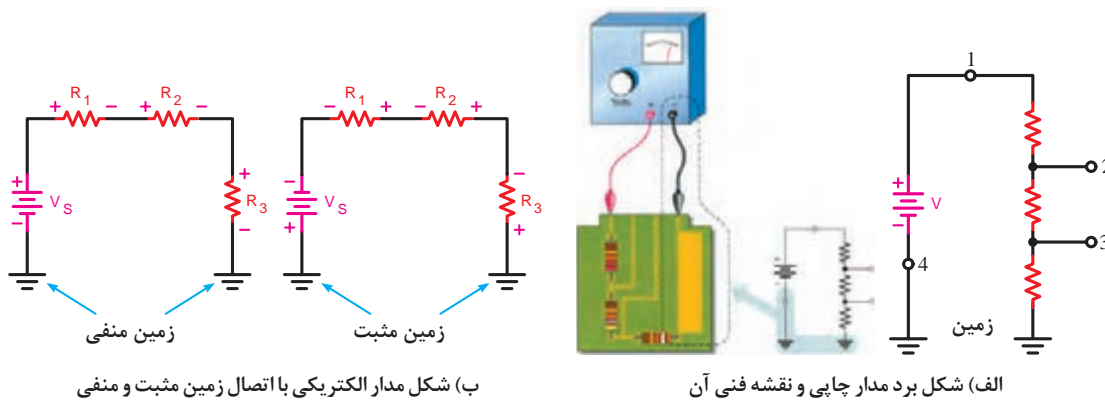 R1 R2
R3
VS
+ − + −
+
−
+
−
زمین منفی
R1 R2
R3
VS
− + − +
−
+
−
+
زمین مثبت
ب) شکل مدار الکتریکی با اتصال زمین مثبت و منفی
1
2
3
4
+
V
−
زمین
الف) شکل برد مدار چاپی و نقشه فنی آن